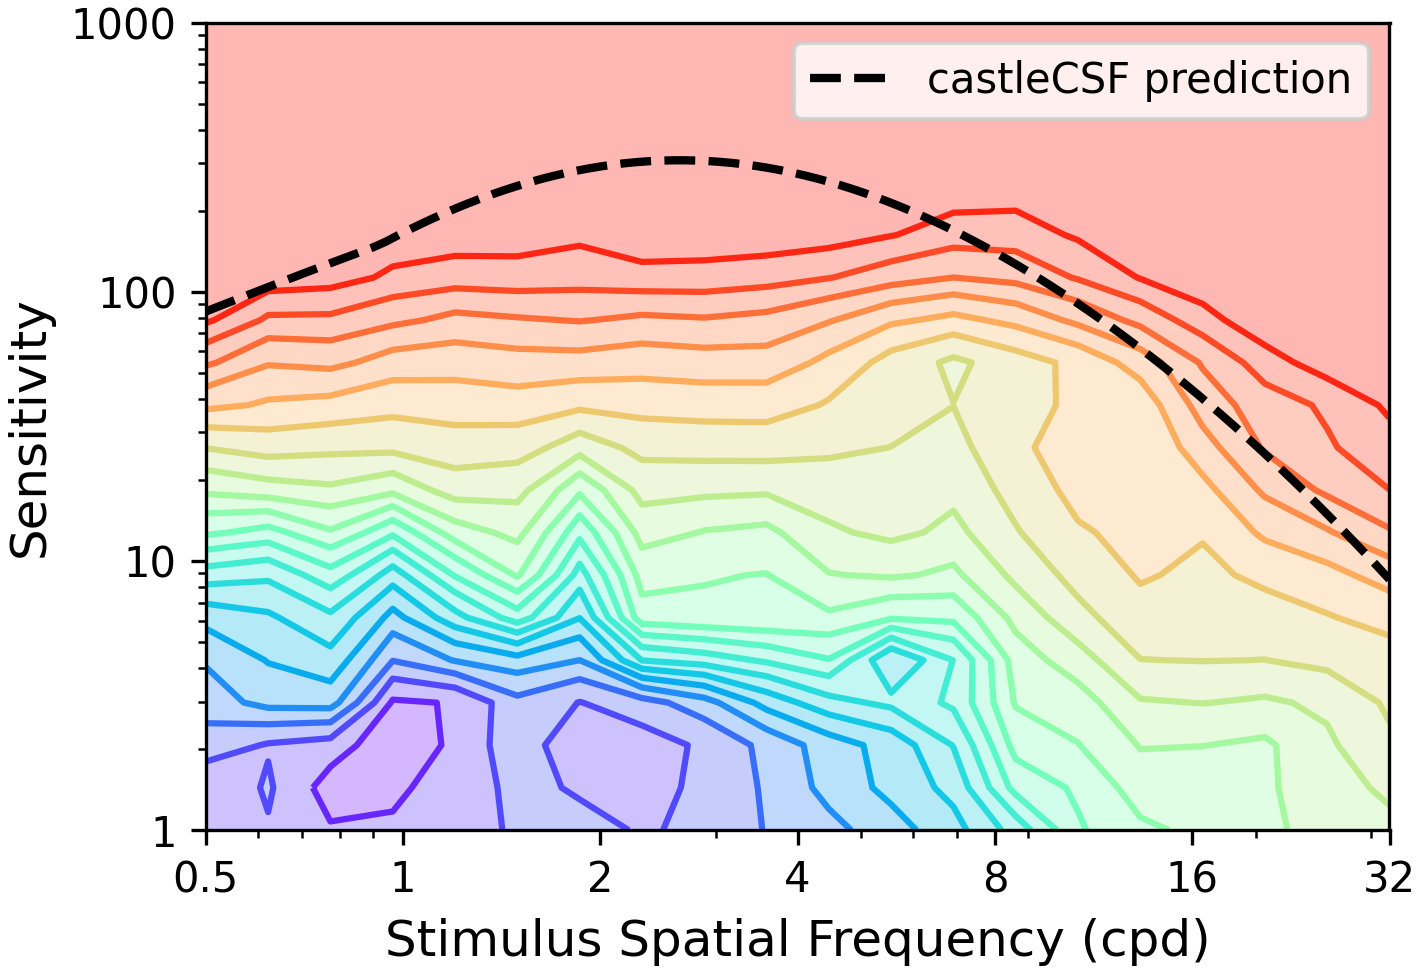 1000
castleCSF prediction
100
Sensitivity
10
1
0.5 1 2 4 8 16 32
Stimulus Spatial Frequency (cpd)